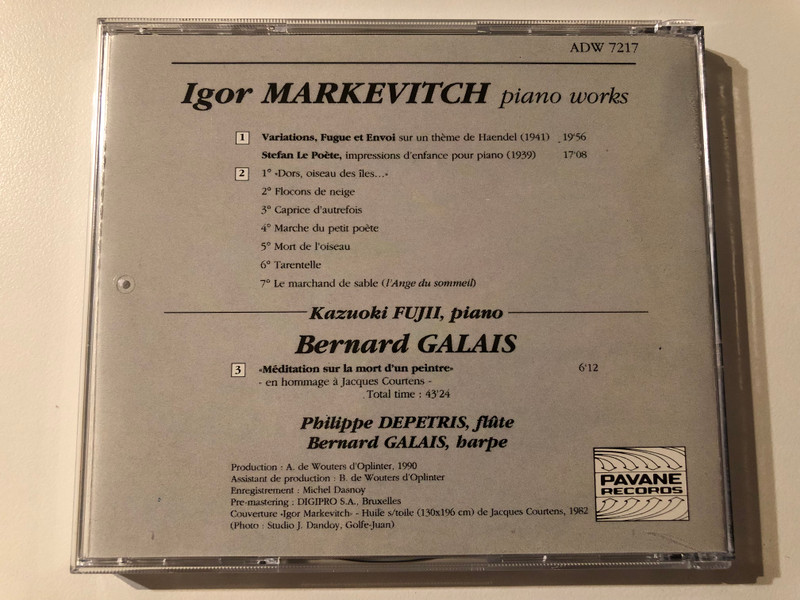 ADW 7217
Igor MARKEVITCH piano works
1 Variations, Fugue et Envoi sur un thème de Haendel (1941) 19'56
Stefan Le Poète, impressions d'enfance pour piano (1939) 17'08
2 1° «Dors, oiseau des îles...»
2° Flocons de neige
3° Caprice d'autrefois
4° Marche du petit poète
5° Mort de l'oiseau
6° Tarentelle
7° Le marchand de sable (l'Ange du sommeil)
Kazuoki FUJII, piano
Bernard GALAIS
3 «Méditation sur la mort d'un peintre» 6'12
- en hommage à Jacques Courtens -
Total time : 43'24
Philippe DEPETRIS, flûte
Bernard GALAIS, harpe
Production : A. de Wouters d'Oplinter, 1990
Assistant de production : B. de Wouters d'Oplinter
Enregistrement : Michel Dasnoy
Pre-mastering : DIGIPRO S.A., Bruxelles
Couverture «Igor Markevitch» - Huile s/toile (130x196 cm) de Jacques Courtens, 1982
(Photo : Studio J. Dandoy, Golfe-Juan)
PAVANE
RECORDS